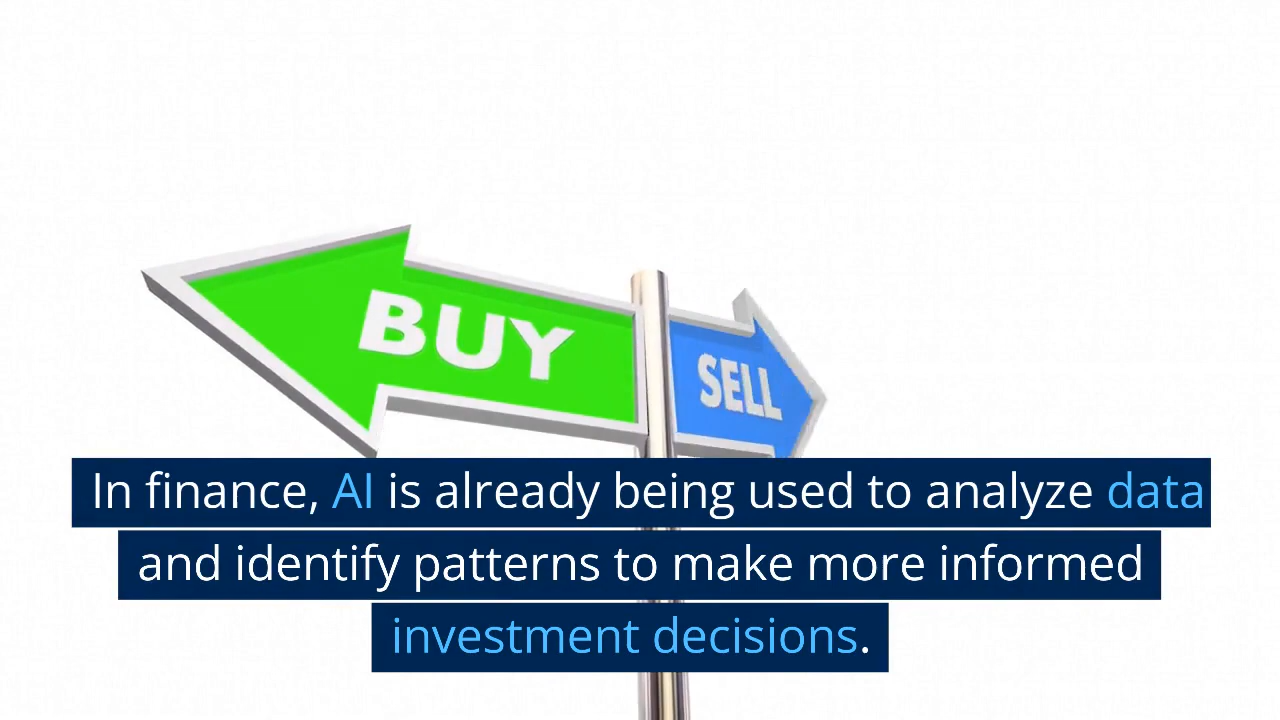 BUY
SELL
In finance, AI is already being used to analyze data
and identify patterns to make more informed
investment decisions.